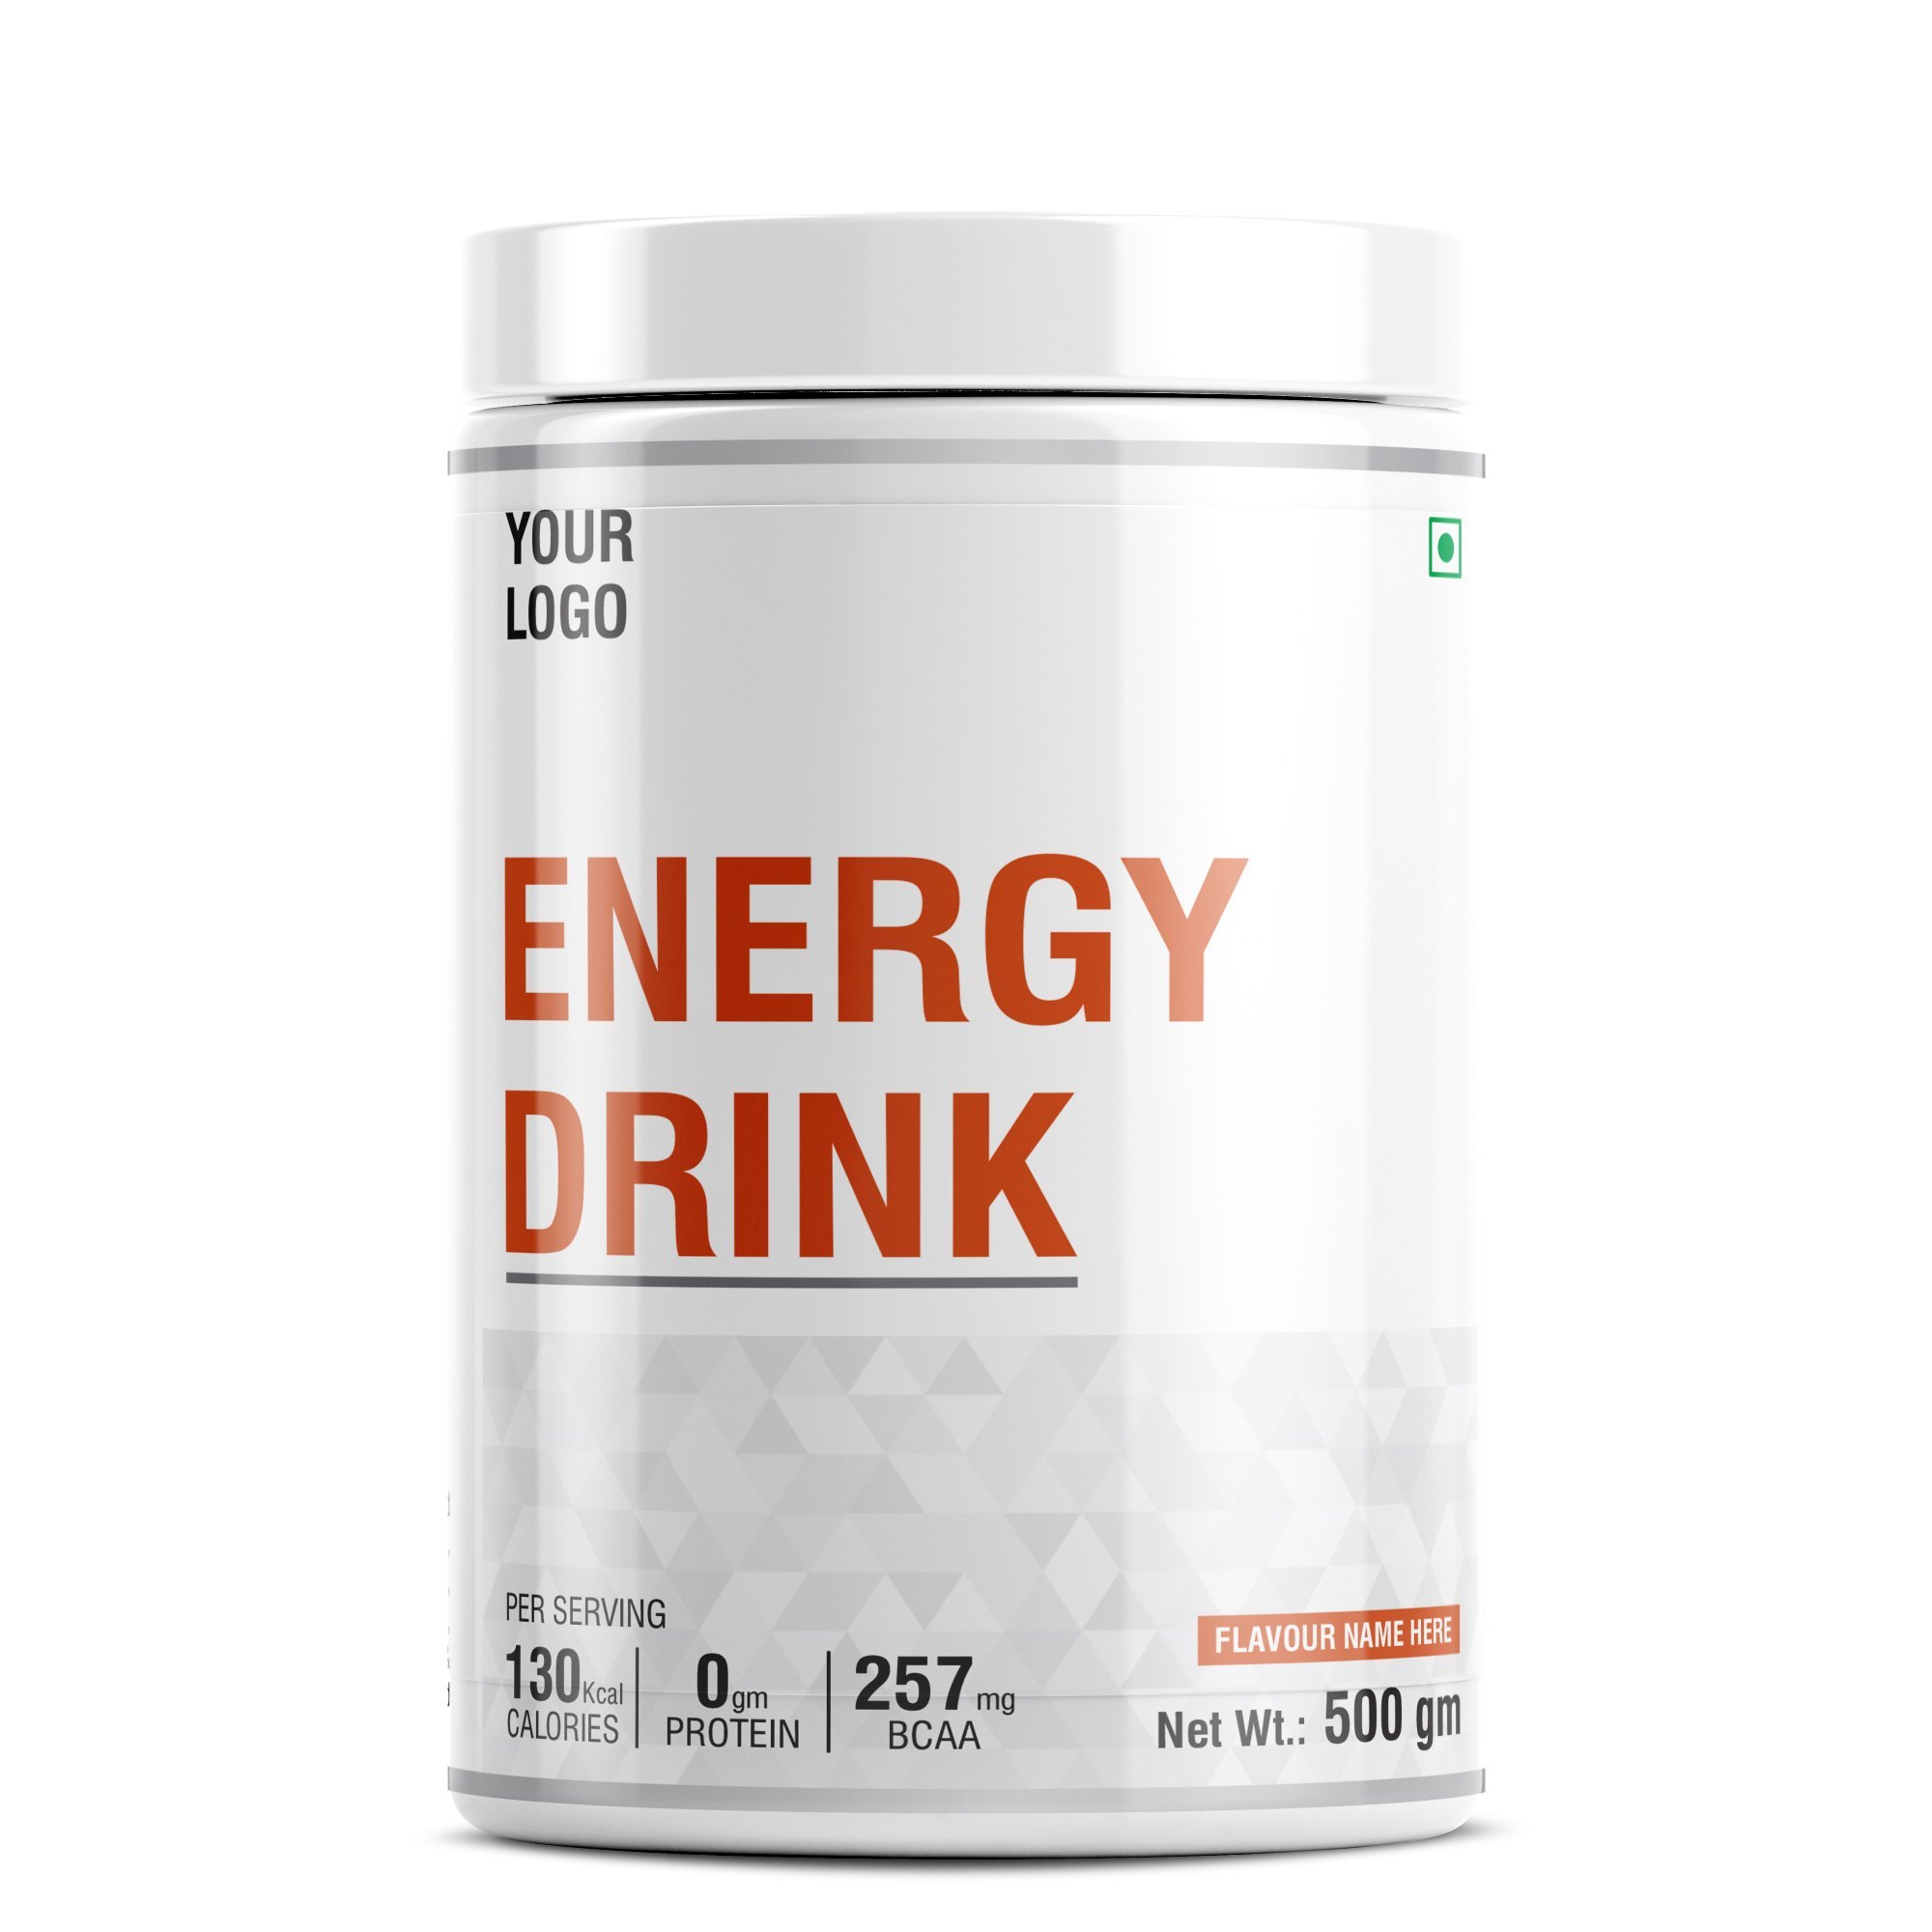 YOUR
LOGO
ENERGY
DRINK
PER SERVING
130Kcal
CALORIES
0gm
PROTEIN
257mg
BCAA
FLAVOUR NAME HERE
Net Wt.: 500 gm